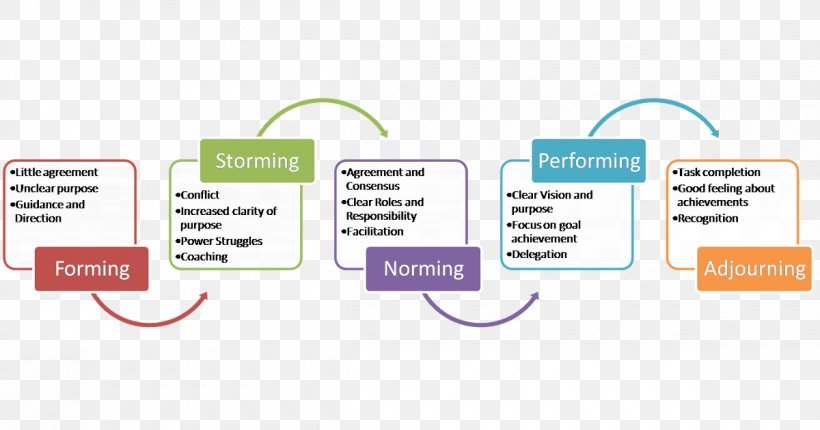 •Little agreement
•Unclear purpose
•Guidance and
Direction
Forming
Storming
•Conflict
•Increased clarity of
purpose
•Power Struggles
•Coaching
•Agreement and
Consensus
•Clear Roles and
Responsibility
•Facilitation
Norming
Performing
•Clear Vision and
purpose
•Focus on goal
achievement
•Delegation
•Task completion
•Good feeling about
achievements
•Recognition
Adjourning